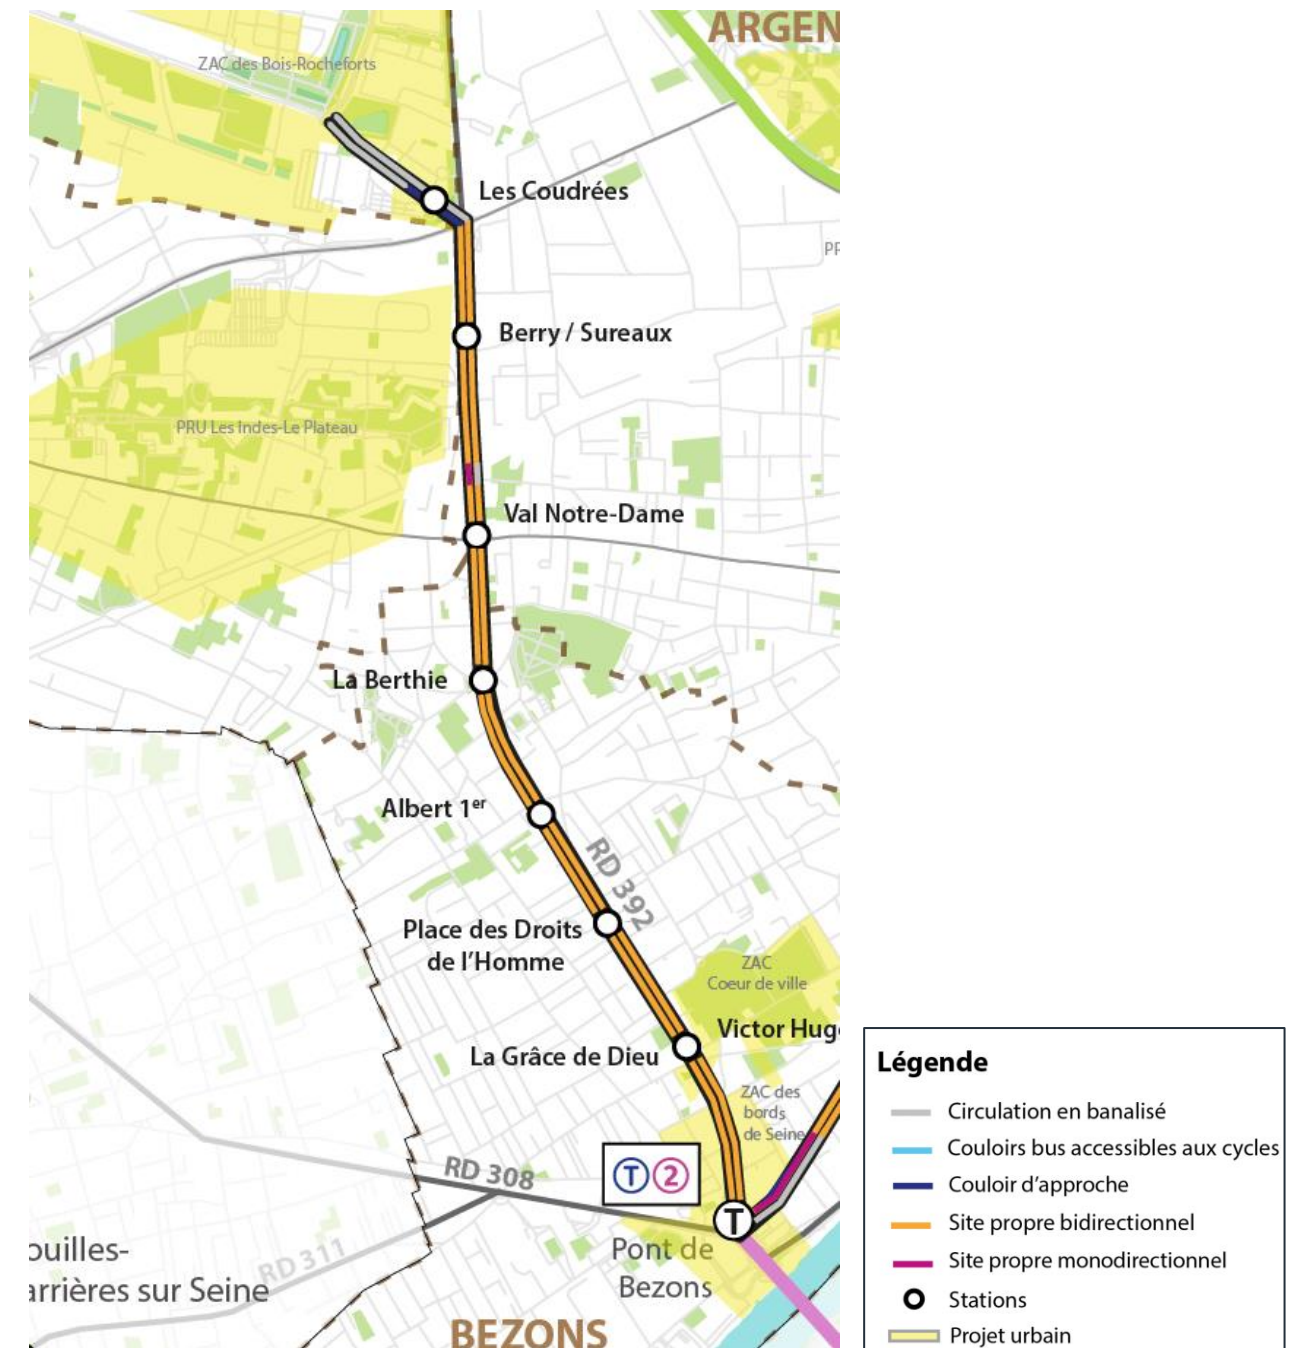 ARGEN
ZAC des Bois-Rocheforts
Les Coudrées
PF
Berry / Sureaux
PRU Les Indes-Le Plateau
Val Notre-Dame
La Berthie
Albert 1er
RD 392
Place des Droits
de l'Homme
ZAC
Coeur de ville
Victor Hug
La Grâce de Dieu
ZAC des
bords
de Seine
T 2
RD 308
T
ouilles-
arrières sur Seine
RD 311
Pont de
Bezons
BEZONS
Légende
Circulation en banalisé
Couloirs bus accessibles aux cycles
Couloir d'approche
Site propre bidirectionnel
Site propre monodirectionnel
Stations
Projet urbain